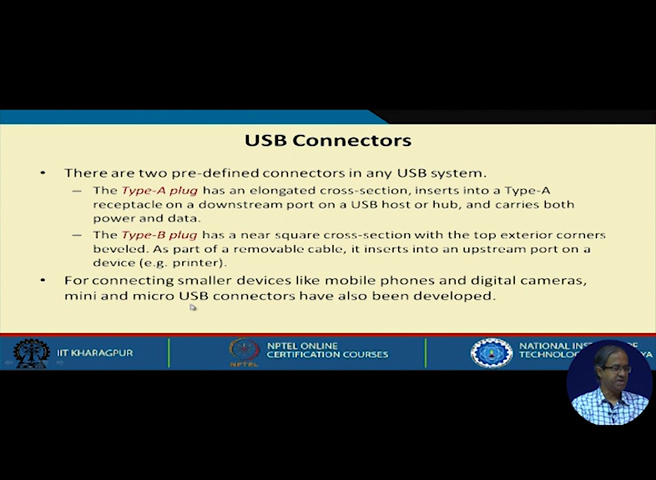 USB Connectors
• There are two pre-defined connectors in any USB system.
– The Type-A plug has an elongated cross-section, inserts into a Type-A
receptacle on a downstream port on a USB host or hub, and carries both
power and data.
– The Type-B plug has a near square cross-section with the top exterior corners
beveled. As part of a removable cable, it inserts into an upstream port on a
device (e.g. printer).
• For connecting smaller devices like mobile phones and digital cameras,
mini and micro USB connectors have also been developed.
IIT KHARAGPUR
NPTEL
NPTEL ONLINE
CERTIFICATION COURSES
NATIONAL
TECHNOLOG